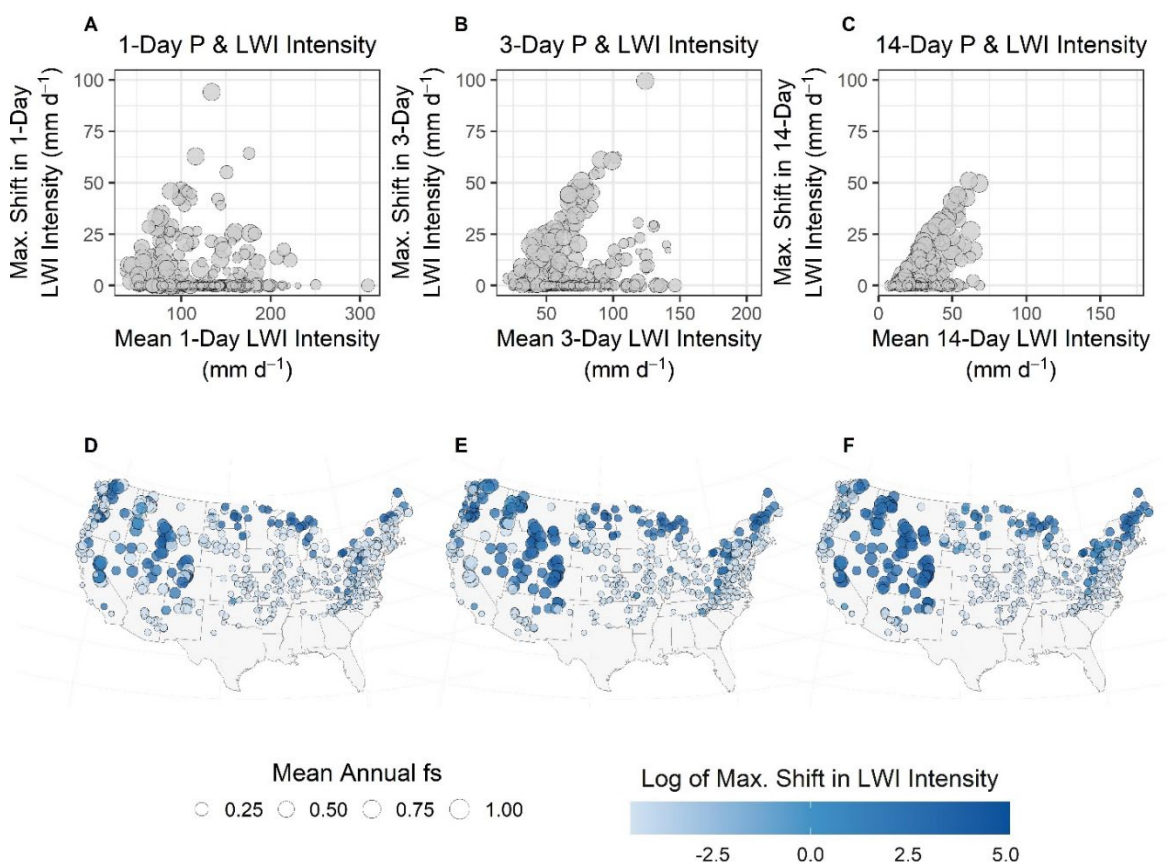 A
1-Day P & LWI Intensity
Max. Shift in 1-Day
LWI Intensity (mm d⁻¹)
100
75
50
25
0
100
200
300
Mean 1-Day LWI Intensity
(mm d⁻¹)
B
3-Day P & LWI Intensity
Max. Shift in 3-Day
LWI Intensity (mm d⁻¹)
100
75
50
25
0
50
100
150
200
Mean 3-Day LWI Intensity
(mm d⁻¹)
C
14-Day P & LWI Intensity
Max. Shift in 14-Day
LWI Intensity (mm d⁻¹)
100
75
50
25
0
0
50
100
150
Mean 14-Day LWI Intensity
(mm d⁻¹)
D
E
F
Mean Annual fs
0.25
0.50
0.75
1.00
Log of Max. Shift in LWI Intensity
-2.5
0.0
2.5
5.0